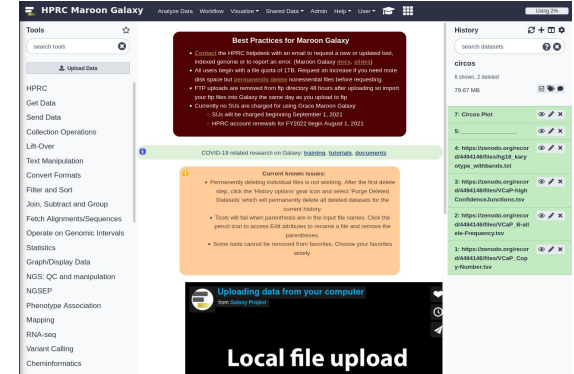 HPRC Maroon Galaxy
Analyze Data Workflow Visualize Shared Data Admin Help User
Using 2%
Tools
search tools
Upload Data
HPRC
Get Data
Send Data
Collection Operations
Lift-Over
Text Manipulation
Convert Formats
Filter and Sort
Join, Subtract and Group
Fetch Alignments/Sequences
Operate on Genomic Intervals
Statistics
Graph/Display Data
NGS: QC and manipulation
NGSEP
Phenotype Association
Mapping
RNA-seq
Variant Calling
Cheminformatics
Best Practices for Maroon Galaxy
Contact the HPRC helpdesk with an email to request a new or updated tool,
indexed genome or to report an error. (Maroon Galaxy docs, slides)
All users begin with a file quota of 1TB. Request an increase if you need more
disk space but permanently delete nonessential files before requesting.
FTP uploads are removed from ftp directory 48 hours after uploading so import
your ftp files into Galaxy the same day as you upload to ftp
Currently no SUs are charged for using Grace Maroon Galaxy
SUs will be charged beginning September 1, 2021
HPRC account renewals for FY2022 begin August 1, 2021
COVID-19 related research on Galaxy: training, tutorials, documents
Current known issues:
Permanently deleting individual files is not working. After the first delete
step, click the 'History options' gear icon and select 'Purge Deleted
Datasets' which will permanently delete all deleted datasets for the
current history.
Tools will fail when parenthesis are in the input file names. Click the
pencil icon to access Edit attributes to rename a file and remove the
parentheses.
Some tools cannot be removed from favorites. Choose your favorites
wisely.
Uploading data from your computer
from Galaxy Project
Local file upload
History
search datasets
circos
6 shown, 2 deleted
79.67 MB
7: Circos Plot
5: ____________________
4: https://zenodo.org/recor
d/4494146/files/hg18_kary
otype_withbands.txt
3: https://zenodo.org/recor
d/4494146/files/VCaP-high
ConfidenceJunctions.tsv
2: https://zenodo.org/recor
d/4494146/files/VCaP_B-all
ele-Frequency.tsv
1: https://zenodo.org/recor
d/4494146/files/VCaP_Cop
y-Number.tsv